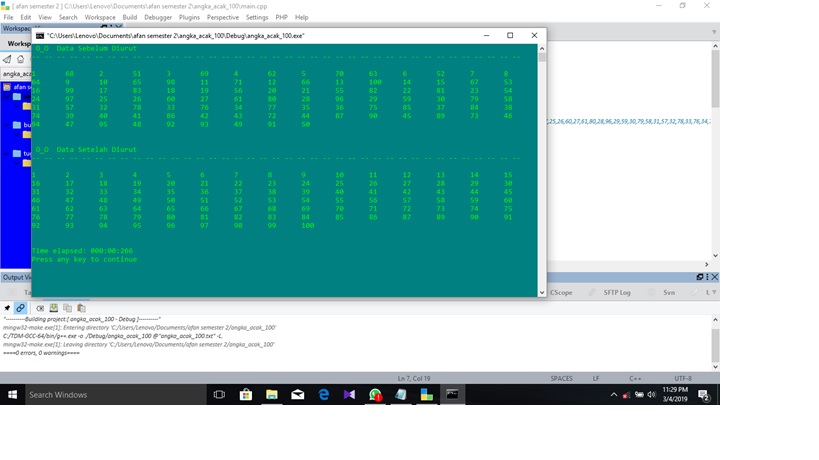 [ afan semester 2 ] C:\Users\Lenovo\Documents\afan semester 2\angka_acak_100\main.cpp
File Edit View Search Workspace Build Debugger Plugins Perspective Settings PHP Help
"C:\Users\Lenovo\Documents\afan semester 2\angka_acak_100\Debug\angka_acak_100.exe"
O_O Data Sebelum Diurut
-- -- -- -- -- -- -- -- -- -- -- -- -- -- -- -- -- -- -- -- -- -- -- -- -- -- -- -- -- -- -- -- -- -- -- -- -- -- -- --
1 68 2 51 3 69 4 62 5 70 63 6 52 7 8
64 9 10 65 98 11 71 12 66 13 100 14 15 67 53
16 99 17 83 18 19 56 20 21 55 82 22 81 23 54
24 97 25 26 60 27 61 80 28 96 29 59 30 79 58
31 57 32 78 33 76 34 77 35 36 75 85 37 84 38
74 39 40 41 86 42 43 72 44 87 90 45 89 73 46
94 47 95 48 92 93 49 91 50
O_O Data Setelah Diurut
-- -- -- -- -- -- -- -- -- -- -- -- -- -- -- -- -- -- -- -- -- -- -- -- -- -- -- -- -- -- -- -- -- -- -- -- -- -- -- --
1 2 3 4 5 6 7 8 9 10 11 12 13 14 15
16 17 18 19 20 21 22 23 24 25 26 27 28 29 30
31 32 33 34 35 36 37 38 39 40 41 42 43 44 45
46 47 48 49 50 51 52 53 54 55 56 57 58 59 60
61 62 63 64 65 66 67 68 69 70 71 72 73 74 75
76 77 78 79 80 81 82 83 84 85 86 87 89 90 91
92 93 94 95 96 97 98 99 100
Time elapsed: 000:00:260
Press any key to continue
,25,26,60,27,61,80,28,96,29,59,30,79,58,31,57,32,78,33,76,34,
Output
CScope SFTP Log Svn
"----------Building project:[ angka_acak_100 - Debug ]----------"
mingw32-make.exe[1]: Entering directory 'C:/Users/Lenovo/Documents/afan semester 2/angka_acak_100'
C:/TDM-GCC-64/bin/g++.exe -o ./Debug/angka_acak_100 @"angka_acak_100.txt" -L.
mingw32-make.exe[1]: Leaving directory 'C:/Users/Lenovo/Documents/afan semester 2/angka_acak_100'
====0 errors, 0 warnings====
Ln 7, Col 19 SPACES LF C++ UTF-8
Search Windows
11:29 PM
3/4/2019
2